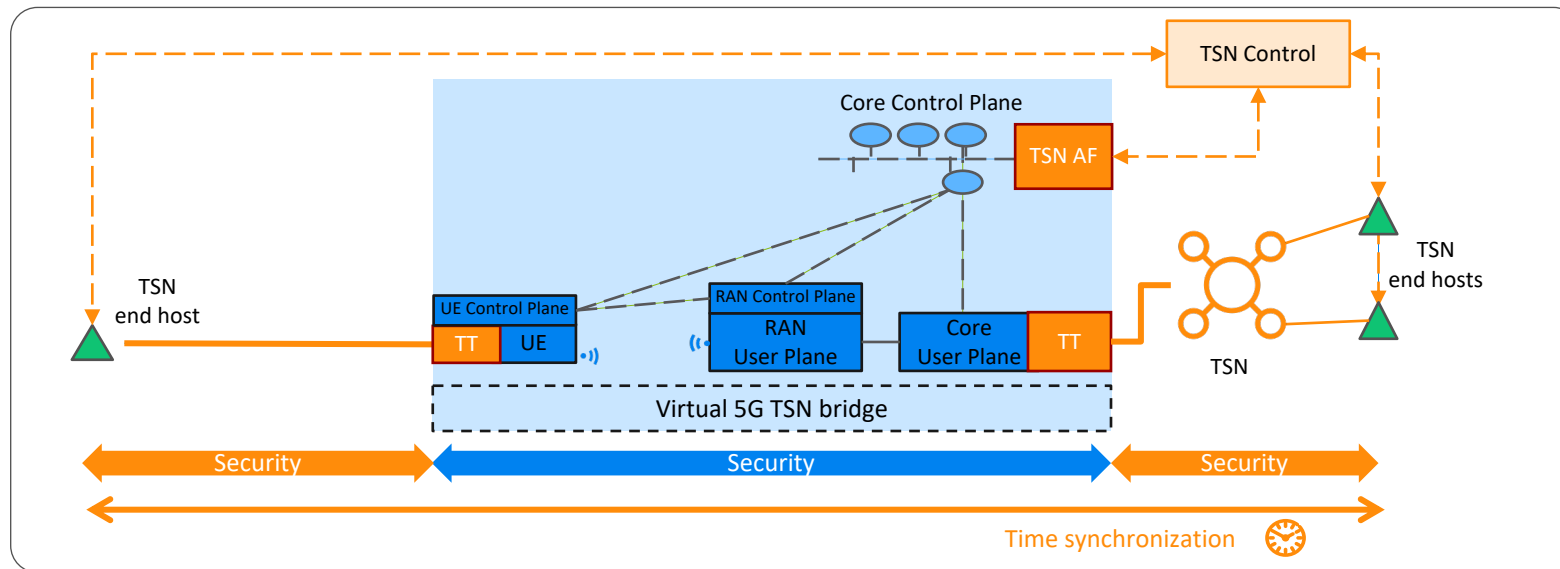 TSN Control
Core Control Plane
TSN AF
TSN
end host
TSN
end hosts
UE Control Plane
TT
UE
RAN Control Plane
RAN
User Plane
Core
User Plane
TT
TSN
Virtual 5G TSN bridge
Security
Security
Security
Time synchronization